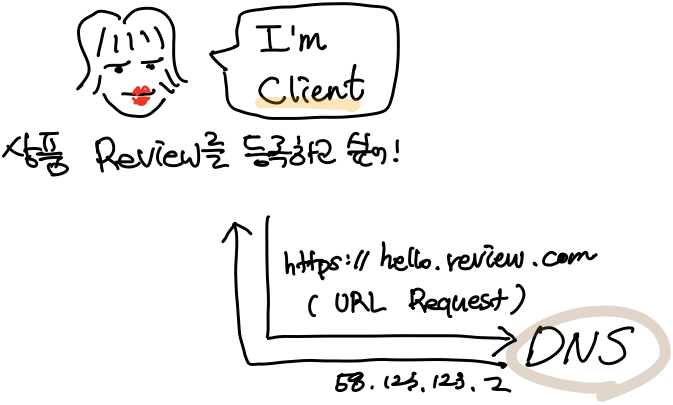 I'm
Client
상품 Review를 등록하고 싶어!
https://hello.review.com
( URL Request )
DNS
58.123.123.2